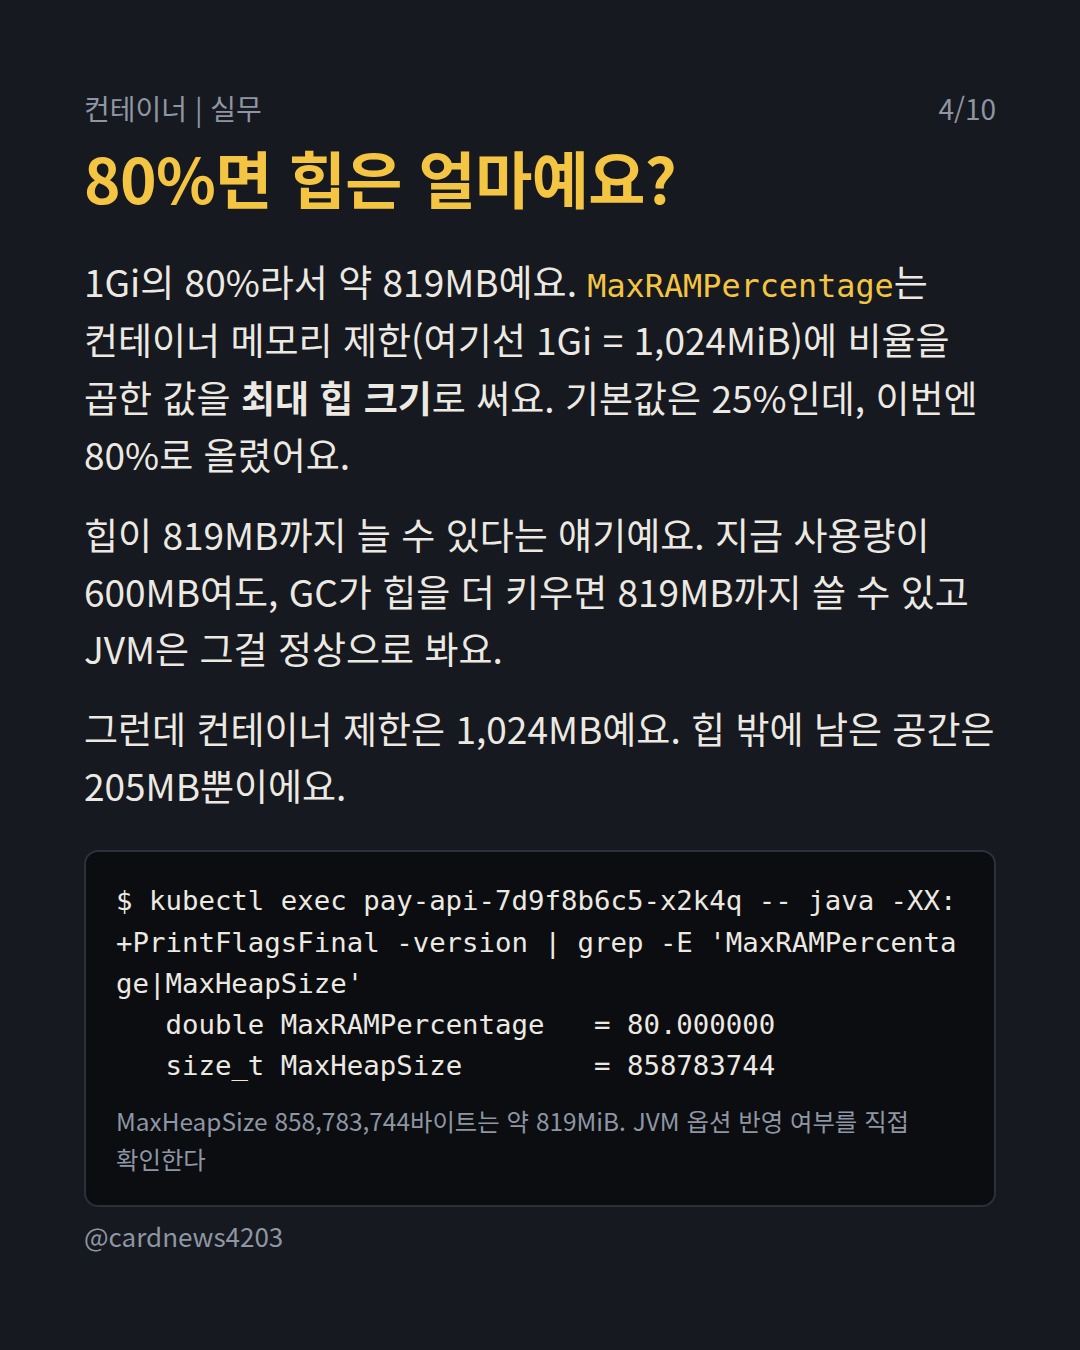 컨테이너 | 실무
4/10
80%면 힙은 얼마예요?
1Gi의 80%라서 약 819MB예요. MaxRAMPercentage는
컨테이너 메모리 제한(여기선 1Gi = 1,024MiB)에 비율을
곱한 값을 최대 힙 크기로 써요. 기본값은 25%인데, 이번엔
80%로 올렸어요.
힙이 819MB까지 늘 수 있다는 얘기예요. 지금 사용량이
600MB여도, GC가 힙을 더 키우면 819MB까지 쓸 수 있고
JVM은 그걸 정상으로 봐요.
그런데 컨테이너 제한은 1,024MB예요. 힙 밖에 남은 공간은
205MB뿐이에요.
$ kubectl exec pay-api-7d9f8b6c5-x2k4q -- java -XX:
+PrintFlagsFinal -version | grep -E 'MaxRAMPercenta
ge|MaxHeapSize'
   double MaxRAMPercentage   = 80.000000
   size_t MaxHeapSize        = 858783744
MaxHeapSize 858,783,744바이트는 약 819MiB. JVM 옵션 반영 여부를 직접
확인한다
@cardnews4203